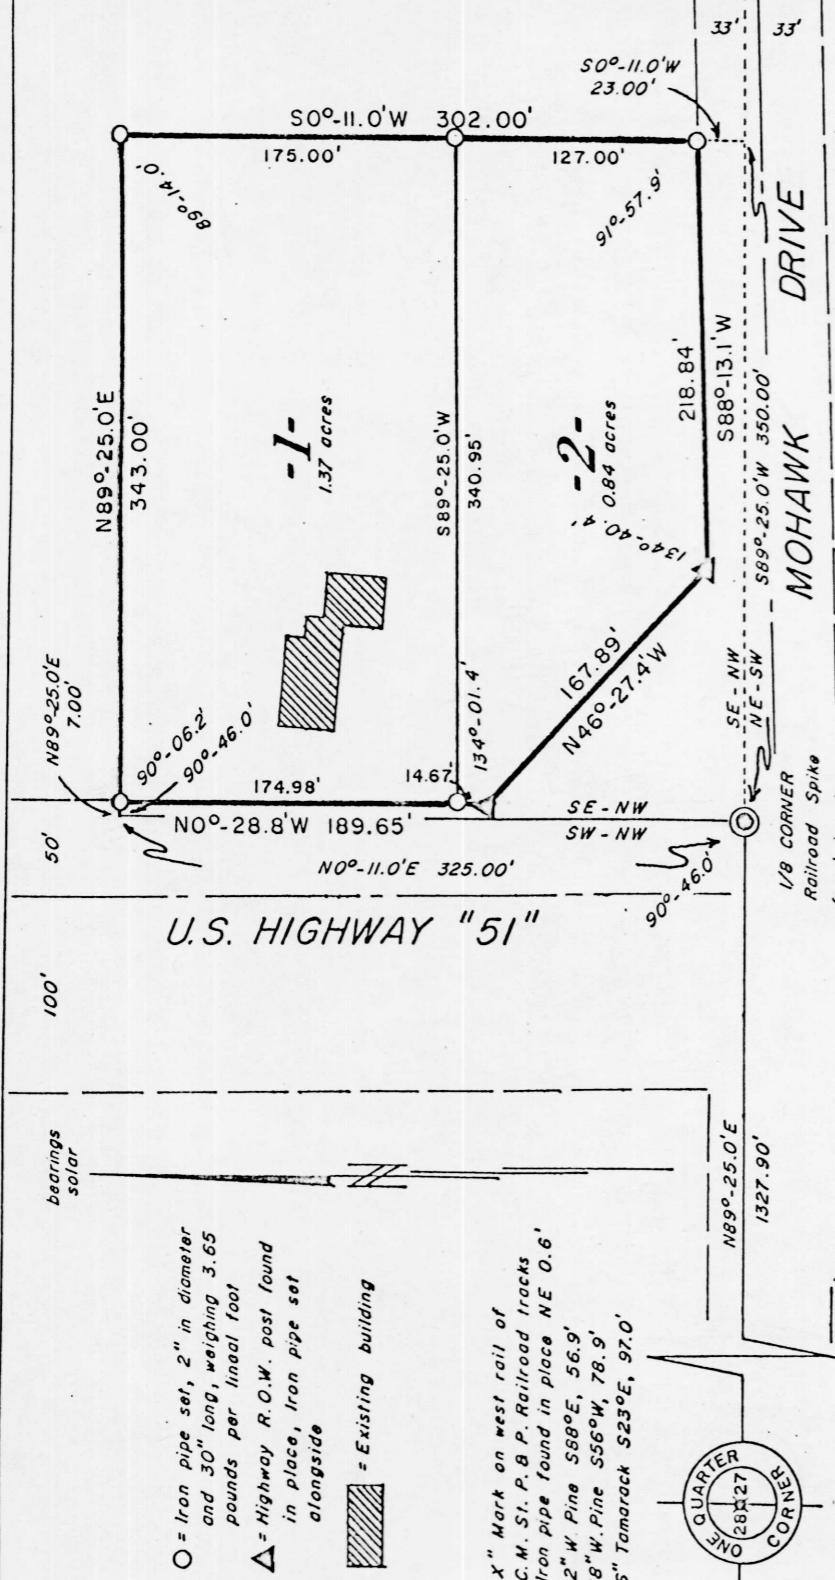 33'
33'
S0°-11.0'W
23.00'
S0°-11.0'W 302.00'
175.00'
127.00'
89°-14.0'
91°-57.9'
N89°-25.0'E
343.00'
-1-
1.37 acres
S89°-25.0'W
340.95'
-2-
0.84 acres
218.84'
S88°-13.1'W
134°-40.4'
S89°-25.0'W 350.00'
MOHAWK DRIVE
N89°-25.0'E
7.00'
90°-06.2'
90°-46.0'
174.98'
14.67'
134°-01.4'
167.89'
N46°-27.4'W
N0°-28.8'W 189.65'
SE-NW
SW-NW
SE-NW
NE-SW
N0°-11.0'E 325.00'
90°-46.0'
1/8 CORNER
Railroad Spike
50'
U.S. HIGHWAY "51"
100'
bearings
solar
N89°-25.0'E
1327.90'
O = Iron pipe set, 2" in diameter
and 30" long, weighing 3.65
pounds per lineal foot
△ = Highway R.O.W. post found
in place, Iron pipe set
alongside
= Existing building
x" Mark on west rail of
C.M. St. P. & P. Railroad tracks
Iron pipe found in place NE 0.6'
2" W. Pine S88°E, 56.9'
8" W. Pine S56°W, 78.9'
6" Tamarack S23°E, 97.0'
ONE QUARTER
28 27
CORNER